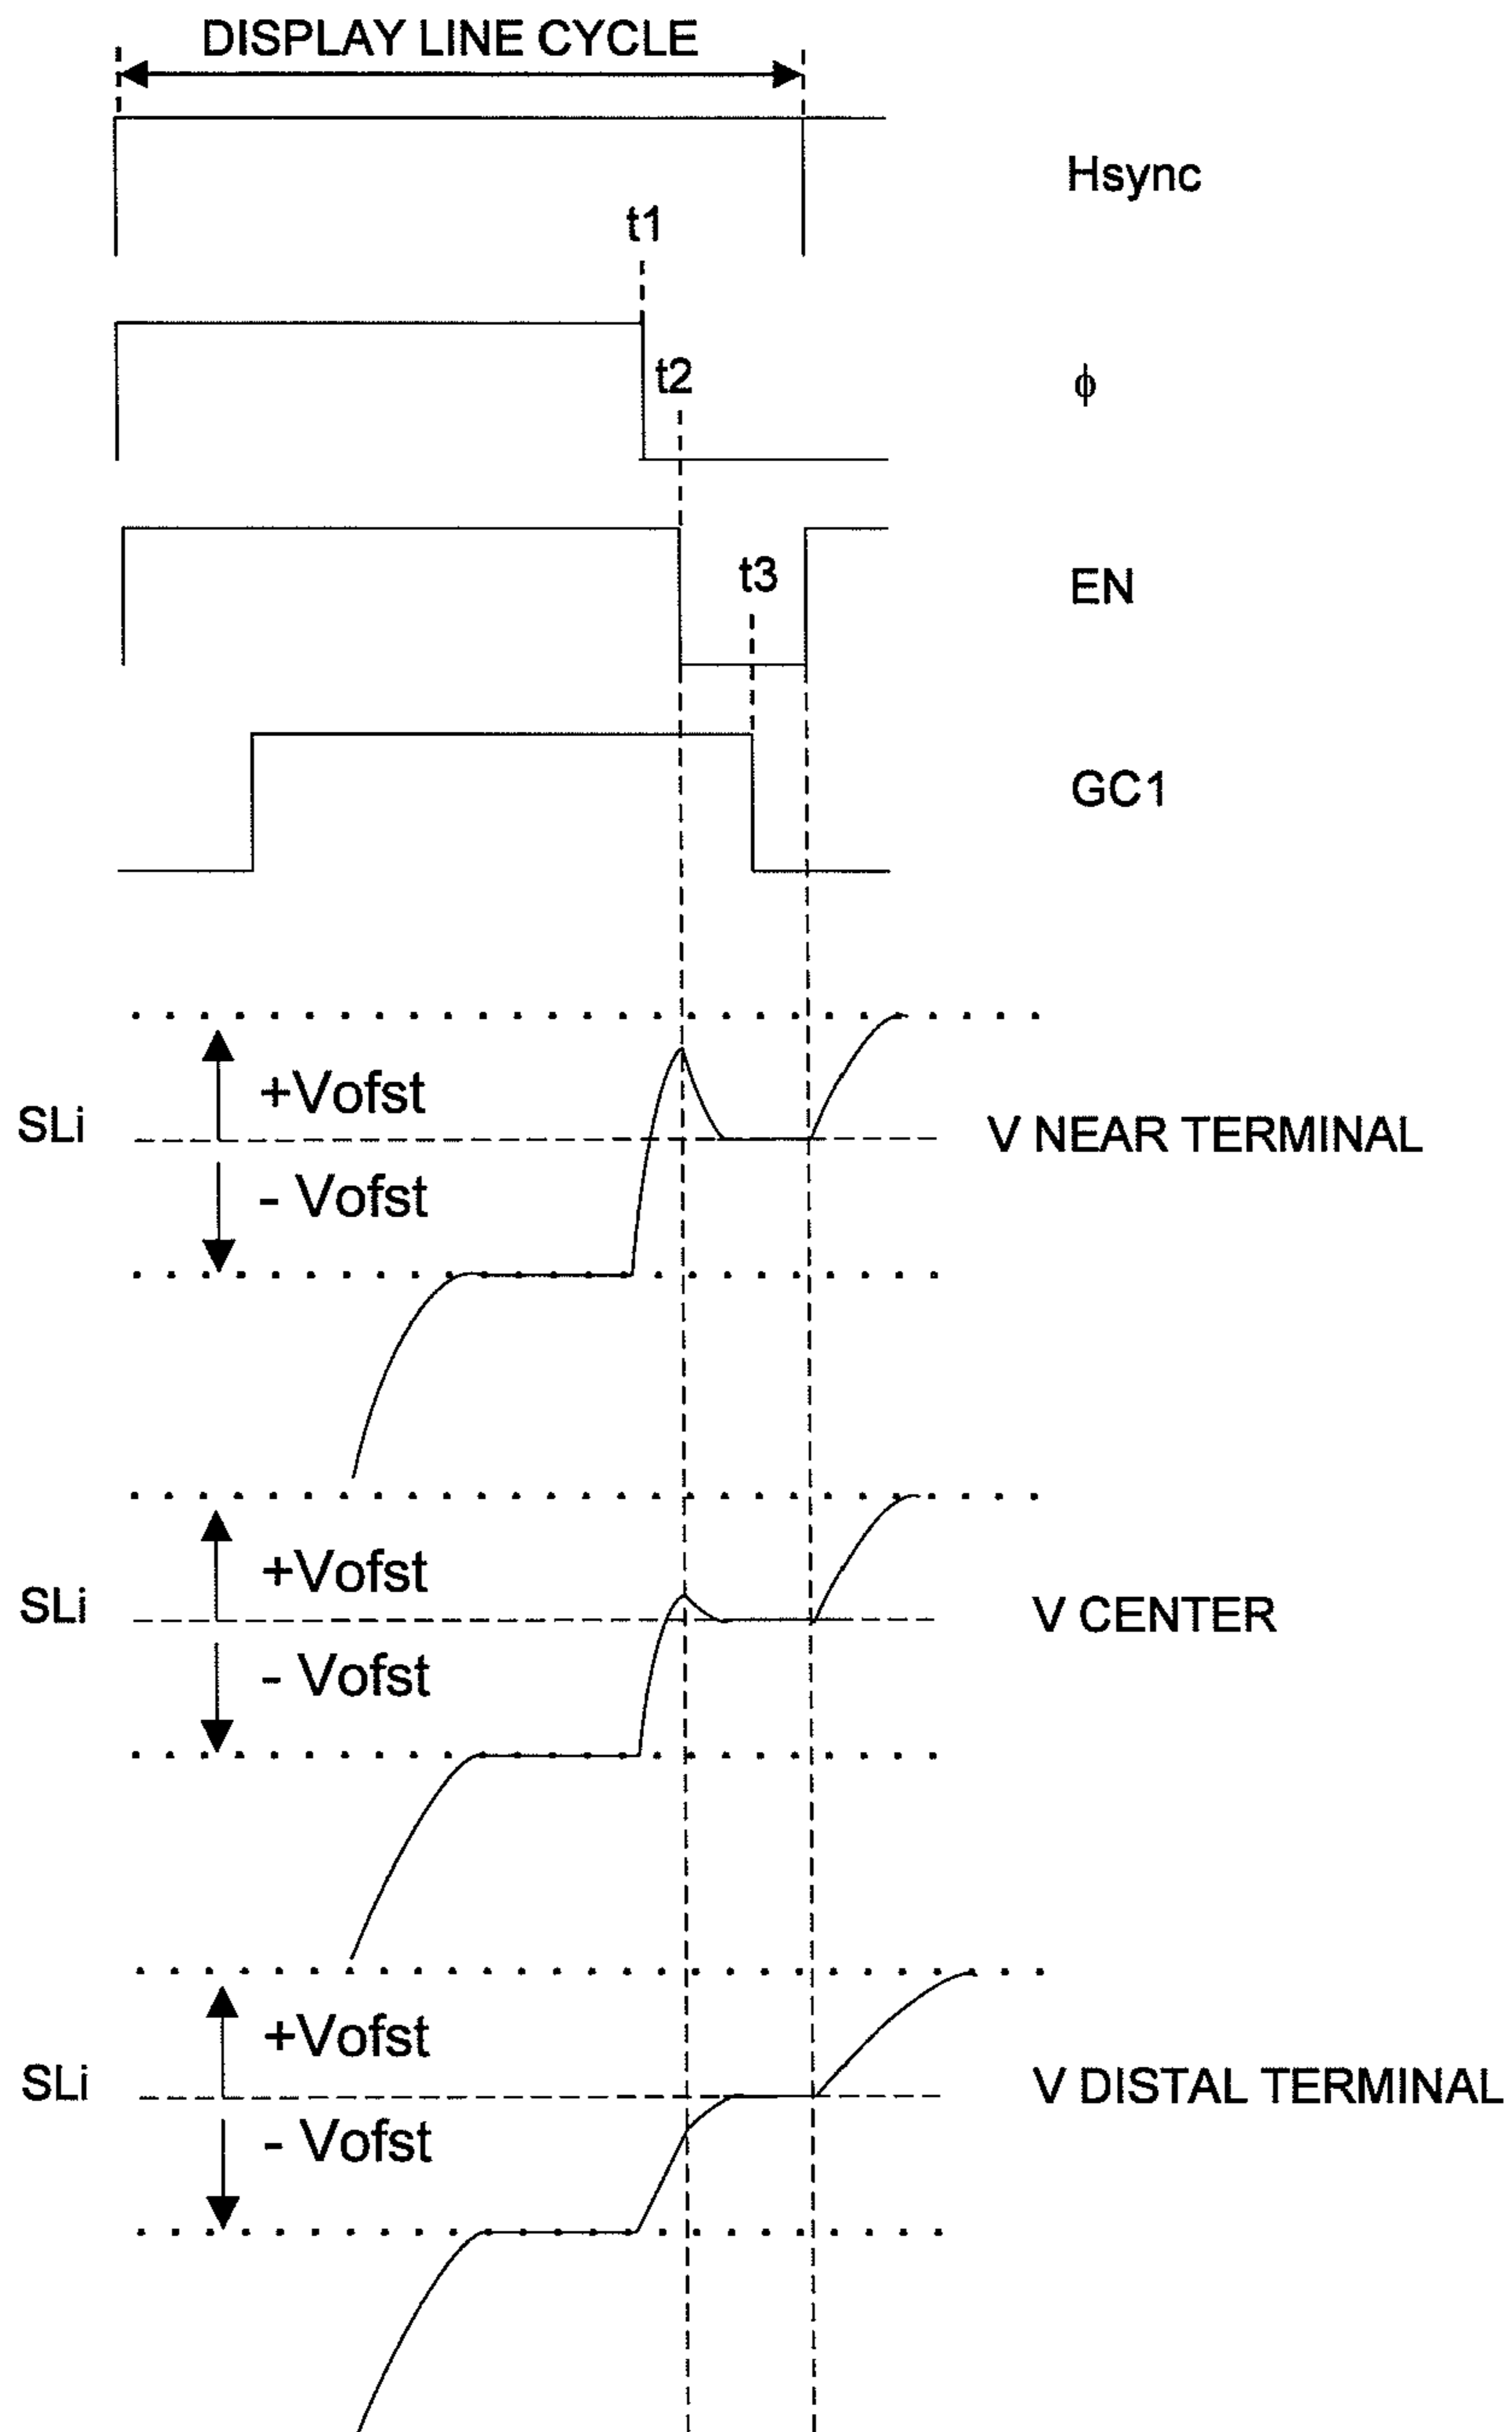 DISPLAY LINE CYCLE
Hsync
t1
t2
ϕ
t3
EN
GC1
+Vofst
SLi
V NEAR TERMINAL
- Vofst
+Vofst
SLi
V CENTER
- Vofst
+Vofst
SLi
V DISTAL TERMINAL
- Vofst